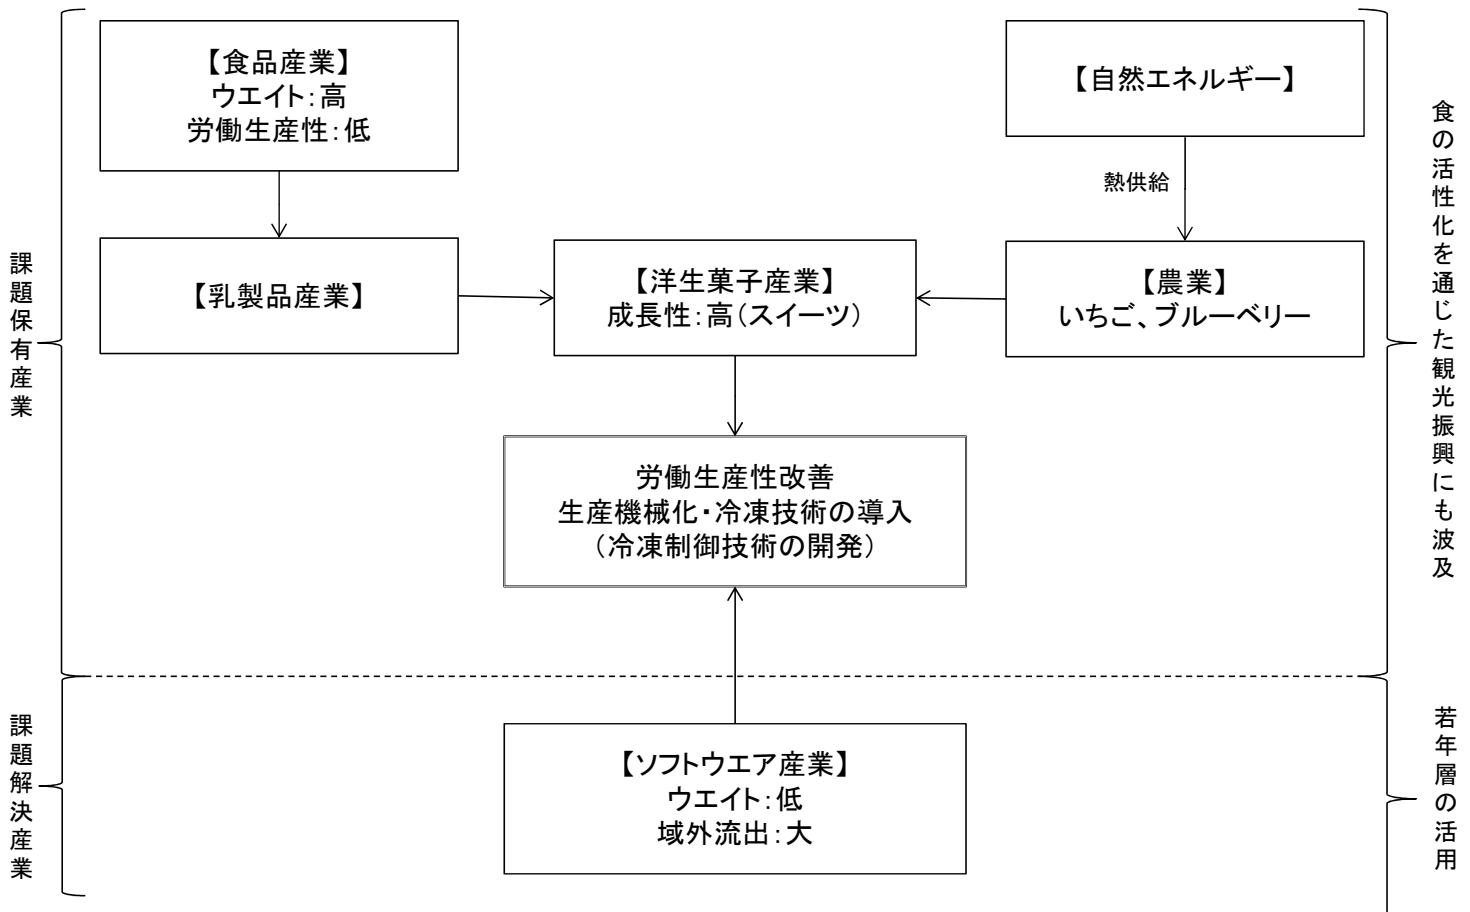 【食品産業】
ウエイト:高
労働生産性:低
【自然エネルギー】
熱供給
【乳製品産業】
【洋生菓子産業】
成長性:高(スイーツ)
【農業】
いちご、ブルーベリー
労働生産性改善
生産機械化・冷凍技術の導入
(冷凍制御技術の開発)
課題保有産業
食の活性化を通じた観光振興にも波及
【ソフトウエア産業】
ウエイト:低
域外流出:大
課題解決産業
若年層の活用